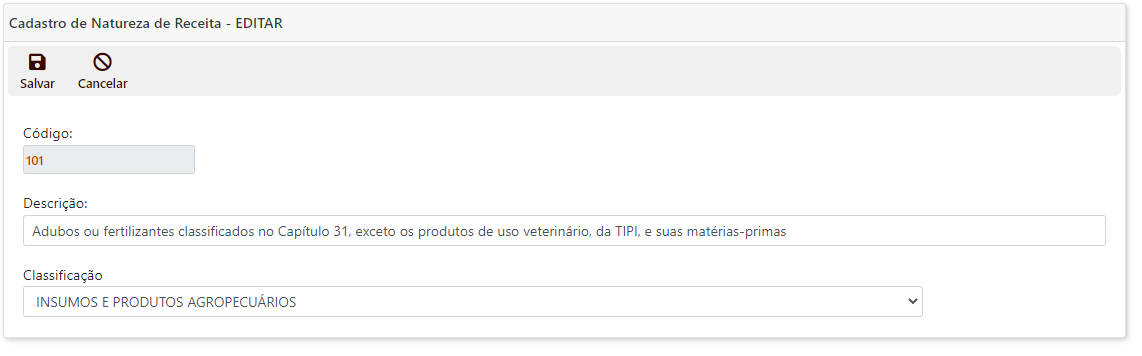 Cadastro de Natureza de Receita - EDITAR
Salvar Cancelar
Código:
101
Descrição:
Adubos ou fertilizantes classificados no Capítulo 31, exceto os produtos de uso veterinário, da TIPI, e suas matérias-primas
Classificação
INSUMOS E PRODUTOS AGROPECUÁRIOS